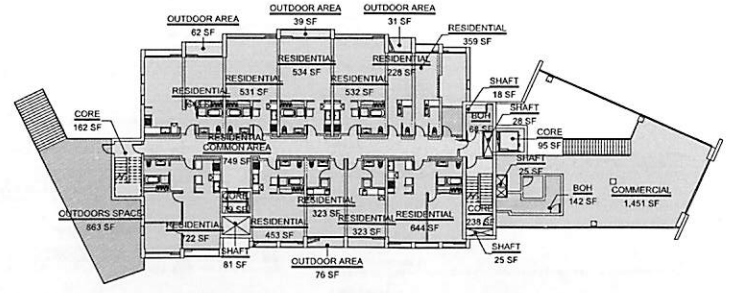 OUTDOOR AREA
62 SF
OUTDOOR AREA
39 SF
OUTDOOR AREA
31 SF
RESIDENTIAL
359 SF
RESIDENTIAL
RESIDENTIAL
531 SF
RESIDENTIAL
534 SF
RESIDENTIAL
532 SF
RESIDENTIAL
228 SF
SHAFT
18 SF
BOH
68 SF
SHAFT
28 SF
CORE
95 SF
CORE
162 SF
RESIDENTIAL
COMMON AREA
749 SF
SHAFT
25 SF
BOH
142 SF
COMMERCIAL
1,451 SF
OUTDOORS SPACE
863 SF
RESIDENTIAL
722 SF
CORE
79 SF
SHAFT
81 SF
RESIDENTIAL
453 SF
RESIDENTIAL
323 SF
RESIDENTIAL
323 SF
RESIDENTIAL
644 SF
CORE
238 SF
SHAFT
25 SF
OUTDOOR AREA
76 SF